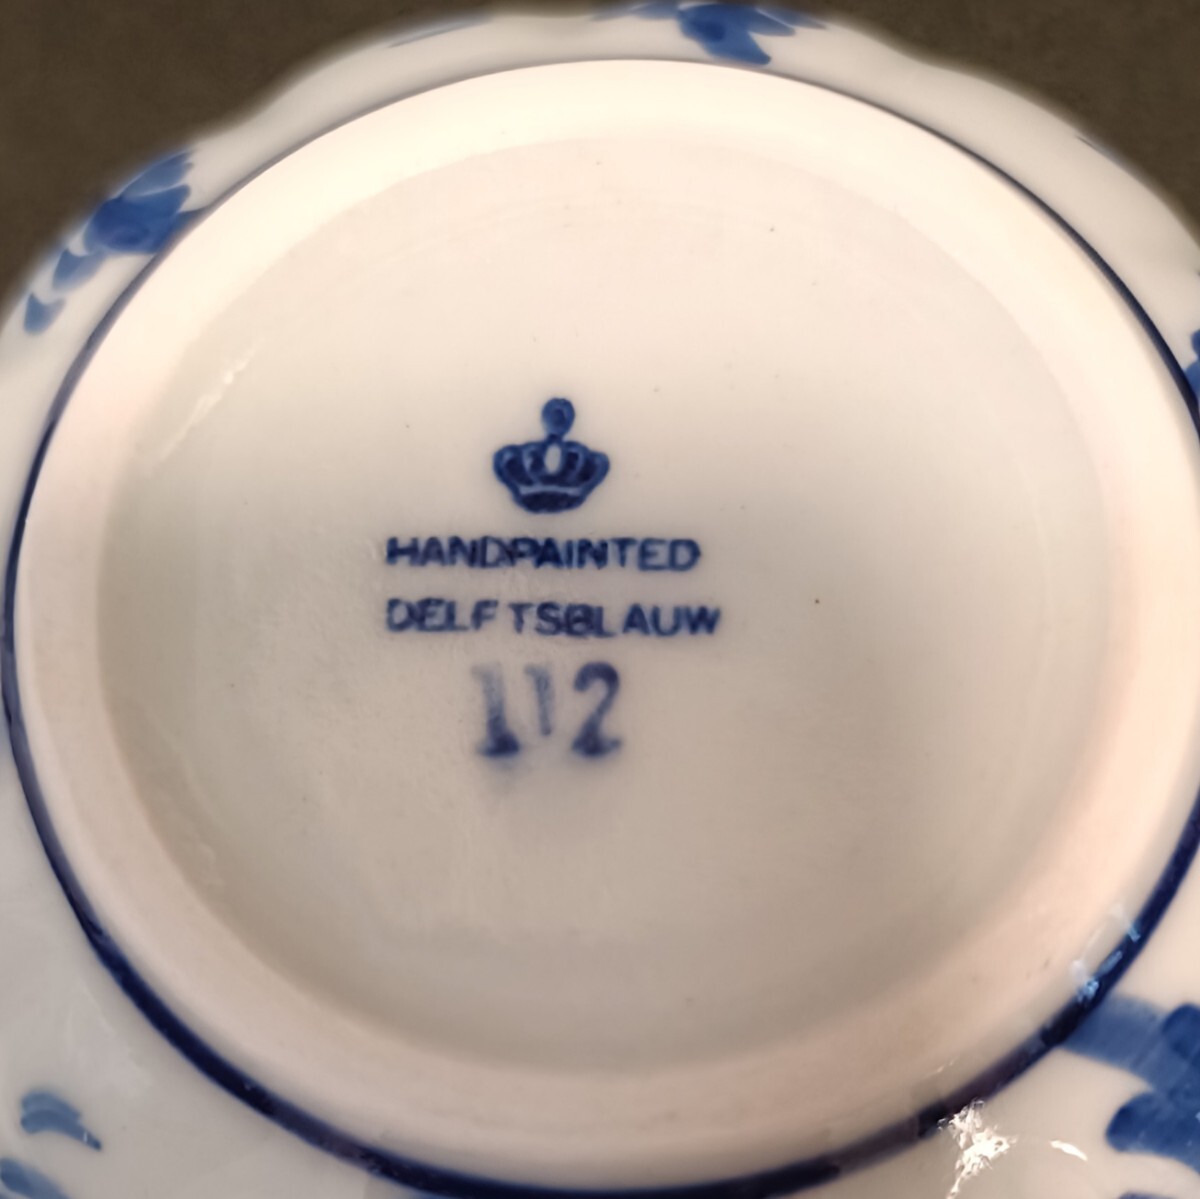 HANDPAINTED
DELFTSBLAUW
112